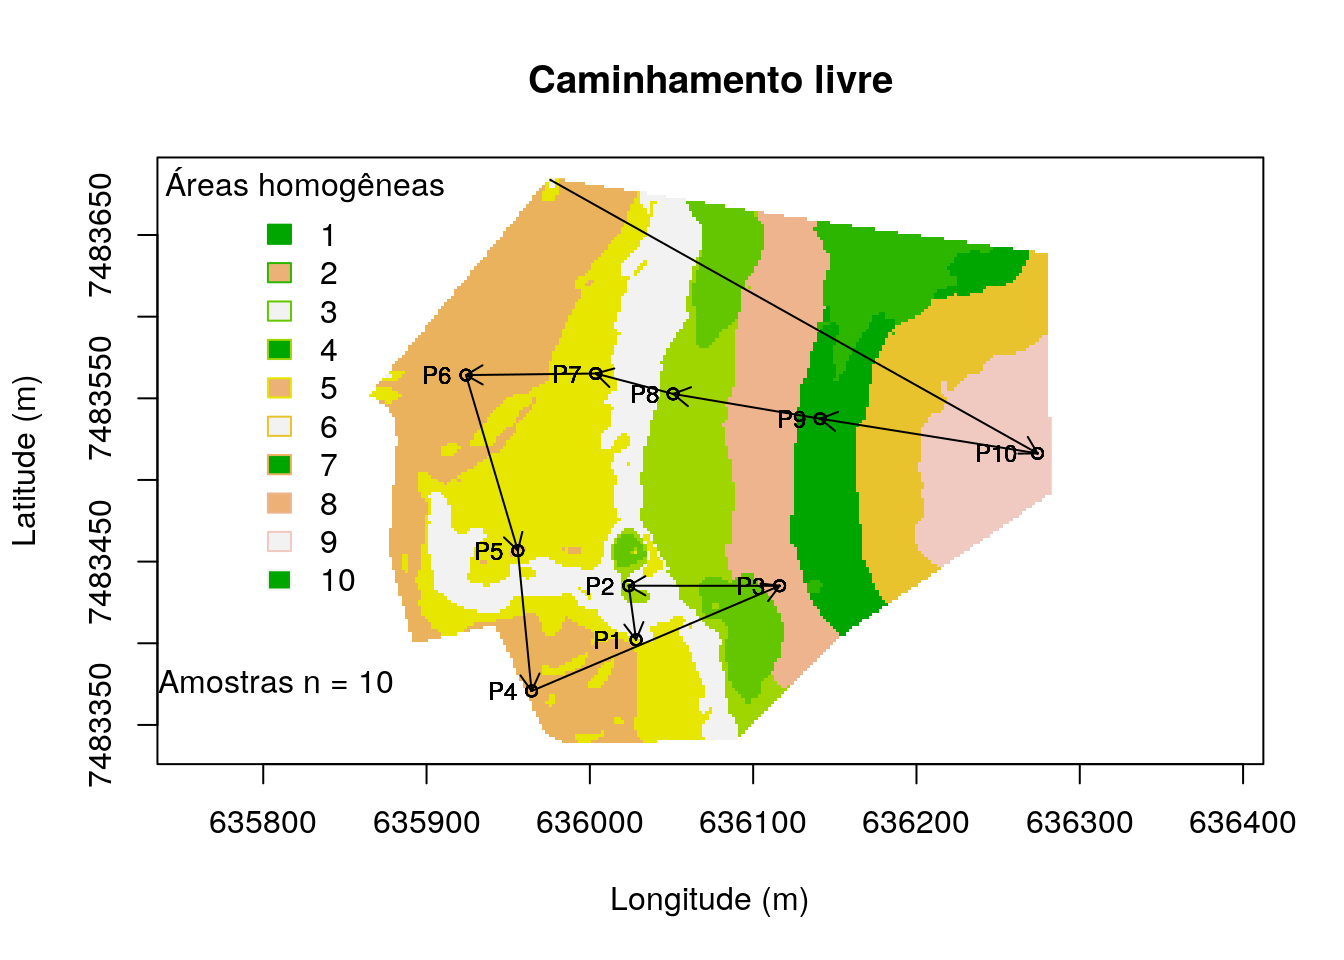 Caminhamento livre
Áreas homogêneas
1
2
3
4
5
6
7
8
9
10
P6
P7
P8
P9
P10
P5
P2
P3
P1
P4
Amostras n = 10
7483650
7483550
7483450
7483350
Latitude (m)
635800 635900 636000 636100 636200 636300 636400
Longitude (m)